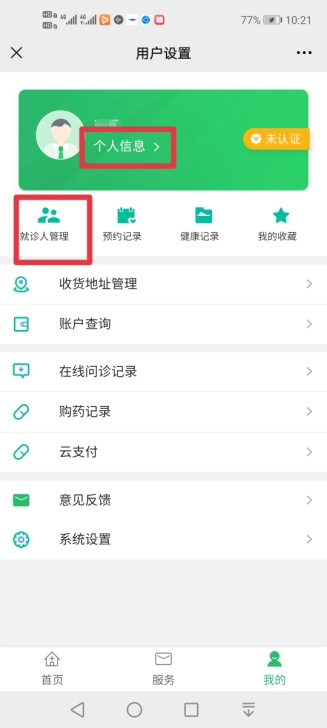 77% 10:21
用户设置
个人信息
未认证
就诊人管理 预约记录 健康记录 我的收藏
收货地址管理
账户查询
在线问诊记录
购药记录
云支付
意见反馈
系统设置
首页 服务 我的